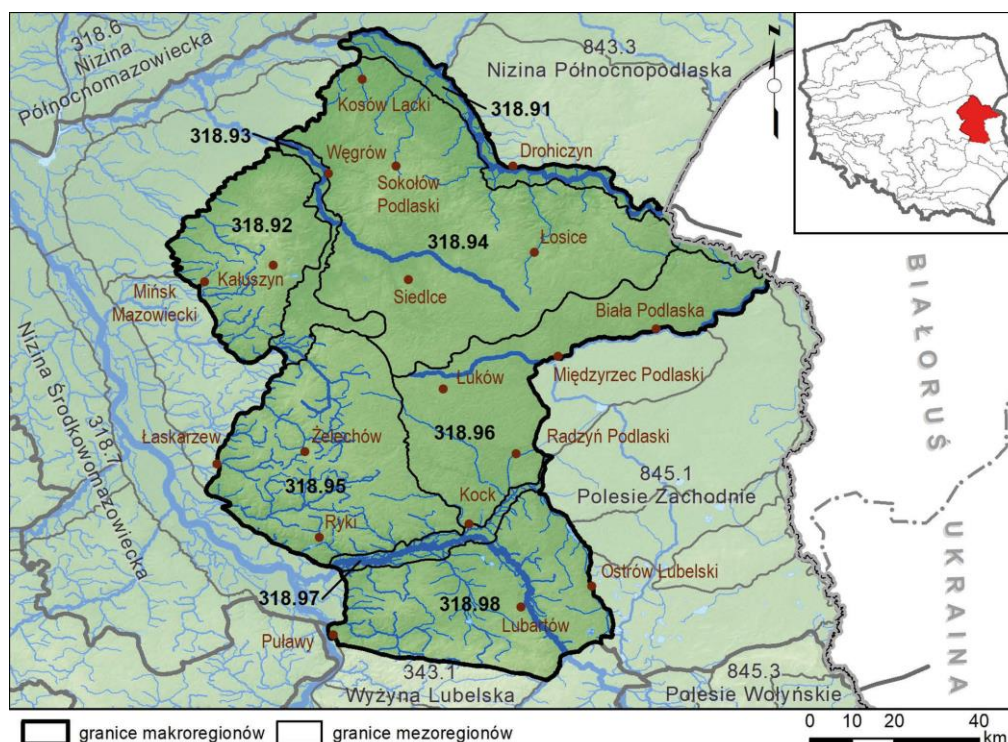 318.6
Nizina
Północnomazowiecka
843.3
Nizina Północnopodlaska
N
Kosów Lacki
318.91
318.93
Węgrów
Drohiczyn
Sokołów
Podlaski
318.92
318.94
Łosice
Kałuszyn
Mińsk
Mazowiecki
Siedlce
Biała Podlaska
BIAŁORUŚ
Nizina Środkowomazowiecka
318.7
Łuków
Międzyrzec Podlaski
Łaskarzew
Żelechów
318.96
Radzyń Podlaski
318.95
845.1
Polesie Zachodnie
Kock
Ryki
UKRAINA
Ostrów Lubelski
318.97
318.98
Lubartów
Puławy
343.1
Wyżyna Lubelska
845.3
Polesie Wołyńskie
granice makroregionów
granice mezoregionów
0 10 20 40
km